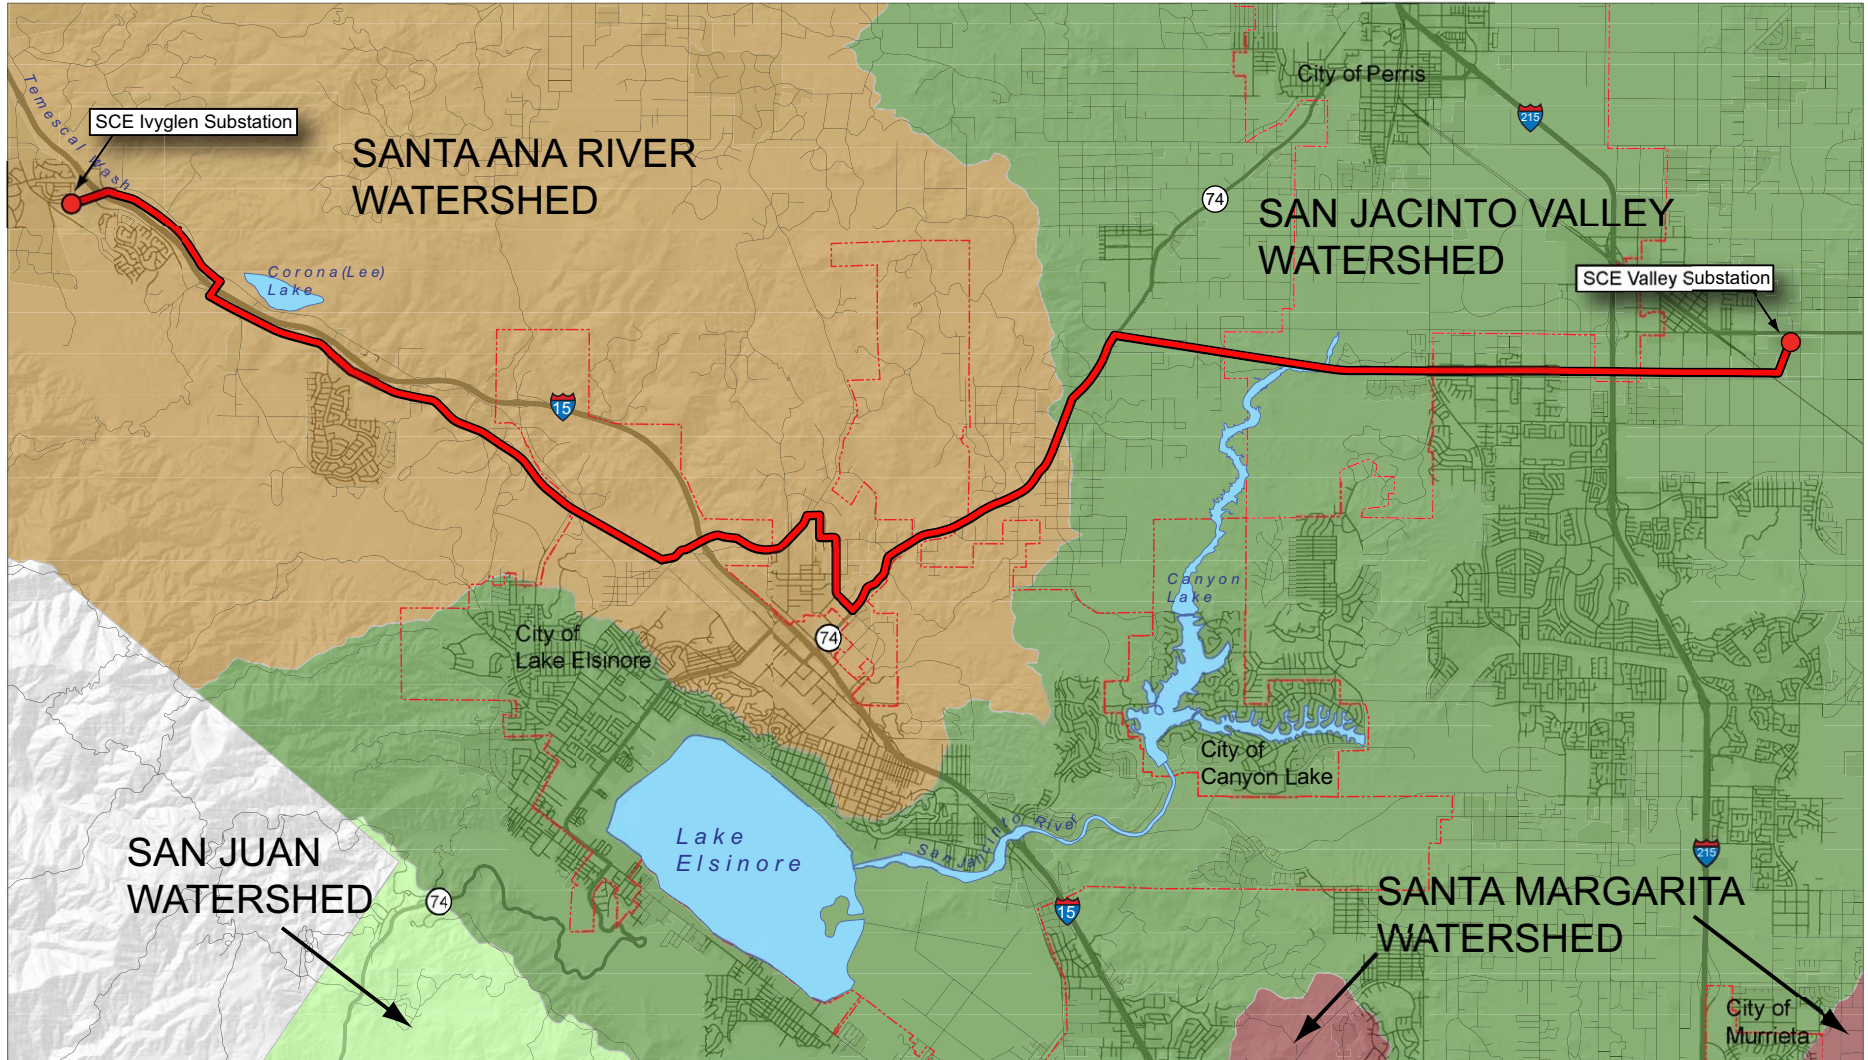 Temescal Wash
SCE Ivyglen Substation
SANTA ANA RIVER
WATERSHED
Corona (Lee)
Lake
15
City of Perris
215
74
SAN JACINTO VALLEY
WATERSHED
SCE Valley Substation
Canyon
Lake
City of
Lake Elsinore
74
City of
Canyon Lake
Lake
Elsinore
San Jacinto River
SAN JUAN
WATERSHED
74
15
215
SANTA MARGARITA
WATERSHED
City of
Murrieta